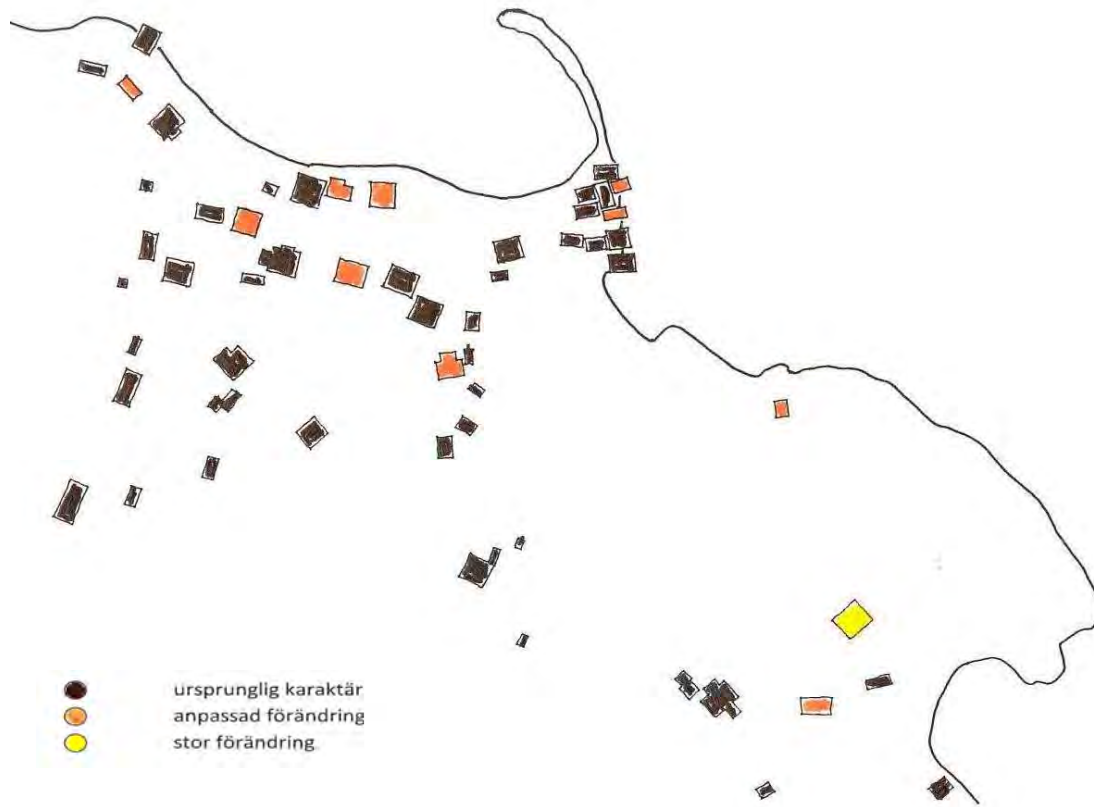 ursprunglig karaktär
anpassad förändring
stor förändring